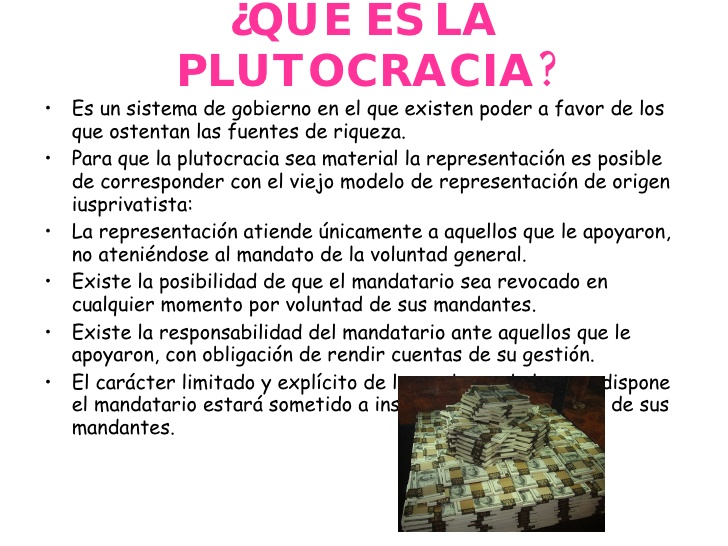 ¿QUE ES LA
PLUTOCRACIA?
• Es un sistema de gobierno en el que existen poder a favor de los
que ostentan las fuentes de riqueza.
• Para que la plutocracia sea material la representación es posible
de corresponder con el viejo modelo de representación de origen
iusprivatista:
• La representación atiende únicamente a aquellos que le apoyaron,
no ateniéndose al mandato de la voluntad general.
• Existe la posibilidad de que el mandatario sea revocado en
cualquier momento por voluntad de sus mandantes.
• Existe la responsabilidad del mandatario ante aquellos que le
apoyaron, con obligación de rendir cuentas de su gestión.
• El carácter limitado y explícito de dispone
el mandatario estará sometido a de sus
mandantes.